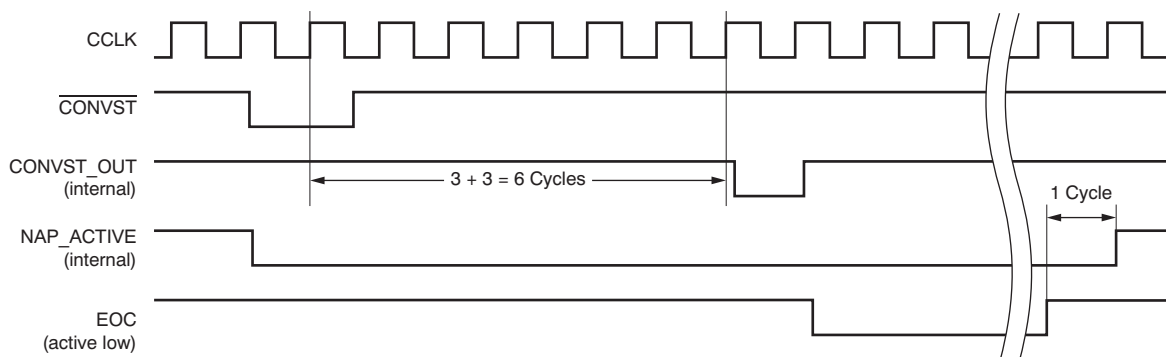 CCLK
CONVST
CONVST_OUT
(internal)
3 + 3 = 6 Cycles
1 Cycle
NAP_ACTIVE
(internal)
EOC
(active low)